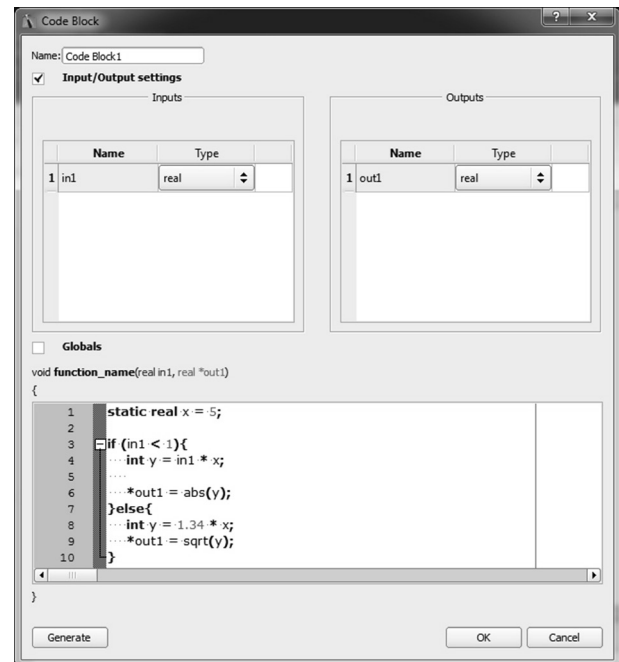 Code Block
? X
Name: Code Block1
Input/Output settings
Inputs
Outputs
Name Type
1 in1 real
Name Type
1 out1 real
Globals
void function_name(real in1, real *out1)
{
1 static real x = 5;
2
3 if (in1 < 1){
4 int y = in1 * x;
5
6 *out1 = abs(y);
7 }else{
8 int y = 1.34 * x;
9 *out1 = sqrt(y);
10 }
}
Generate
OK
Cancel